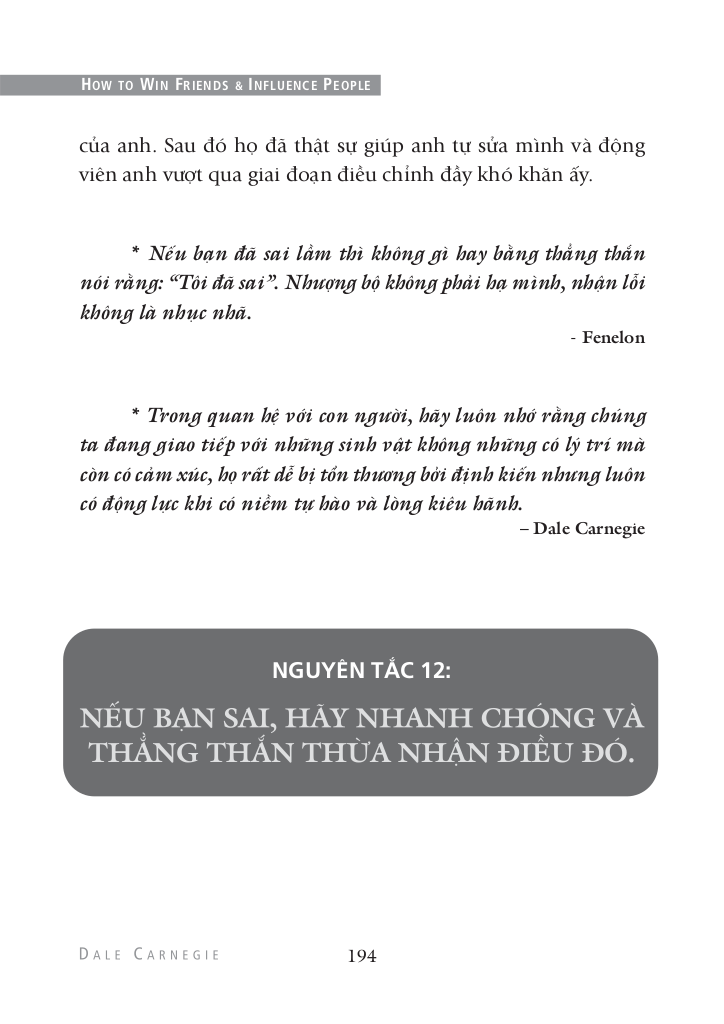 HOW TO WIN FRIENDS & INFLUENCE PEOPLE
của anh. Sau đó họ đã thật sự giúp anh tự sửa mình và động
viên anh vượt qua giai đoạn điều chỉnh đầy khó khăn ấy.
* Nếu bạn đã sai lầm thì không gì hay bằng thẳng thắn
nói rằng: “Tôi đã sai”. Nhượng bộ không phải hạ mình, nhận lỗi
không là nhục nhã.
- Fenelon
* Trong quan hệ với con người, hãy luôn nhớ rằng chúng
ta đang giao tiếp với những sinh vật không những có lý trí mà
còn có cảm xúc, họ rất dễ bị tổn thương bởi định kiến nhưng luôn
có động lực khi có niềm tự hào và lòng kiêu hãnh.
– Dale Carnegie
NGUYÊN TẮC 12:
NẾU BẠN SAI, HÃY NHANH CHÓNG VÀ
THẲNG THẮN THỪA NHẬN ĐIỀU ĐÓ.
DALE CARNEGIE 194